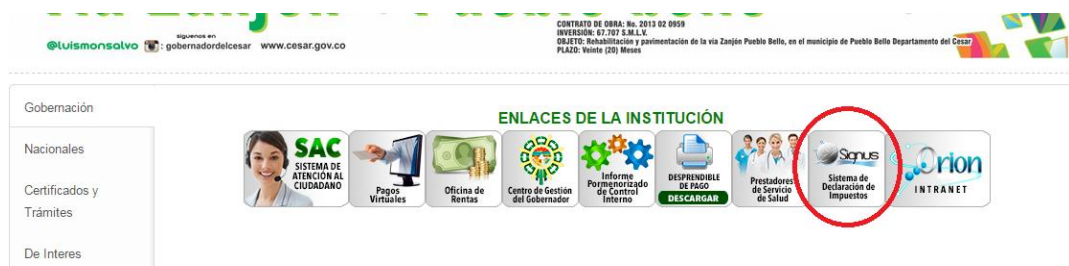 CONTRATO DE OBRA: No. 2013 02 0959
INVERSIÓN: 67.707 S.M.L.V.
OBJETO: Rehabilitación y pavimentación de la vía Zanjón Pueblo Bello, en el municipio de Pueblo Bello Departamento del Cesar
PLAZO: Veinte (20) Meses
síguenos en
@luismonsalvo : gobernadordelcesar www.cesar.gov.co
Gobernación
Nacionales
Certificados y
Trámites
De Interes
ENLACES DE LA INSTITUCIÓN
SAC
SISTEMA DE
ATENCIÓN AL
CIUDADANO
Pagos
Virtuales
Oficina de
Rentas
Centro de Gestión
del Gobernador
Informe
Pormenorizado
de Control
Interno
DESPRENDIBLE
DE PAGO
DESCARGAR
Prestadores
de Servicio
de Salud
Signus
Sistema de
Declaración de
Impuestos
Orion
INTRANET